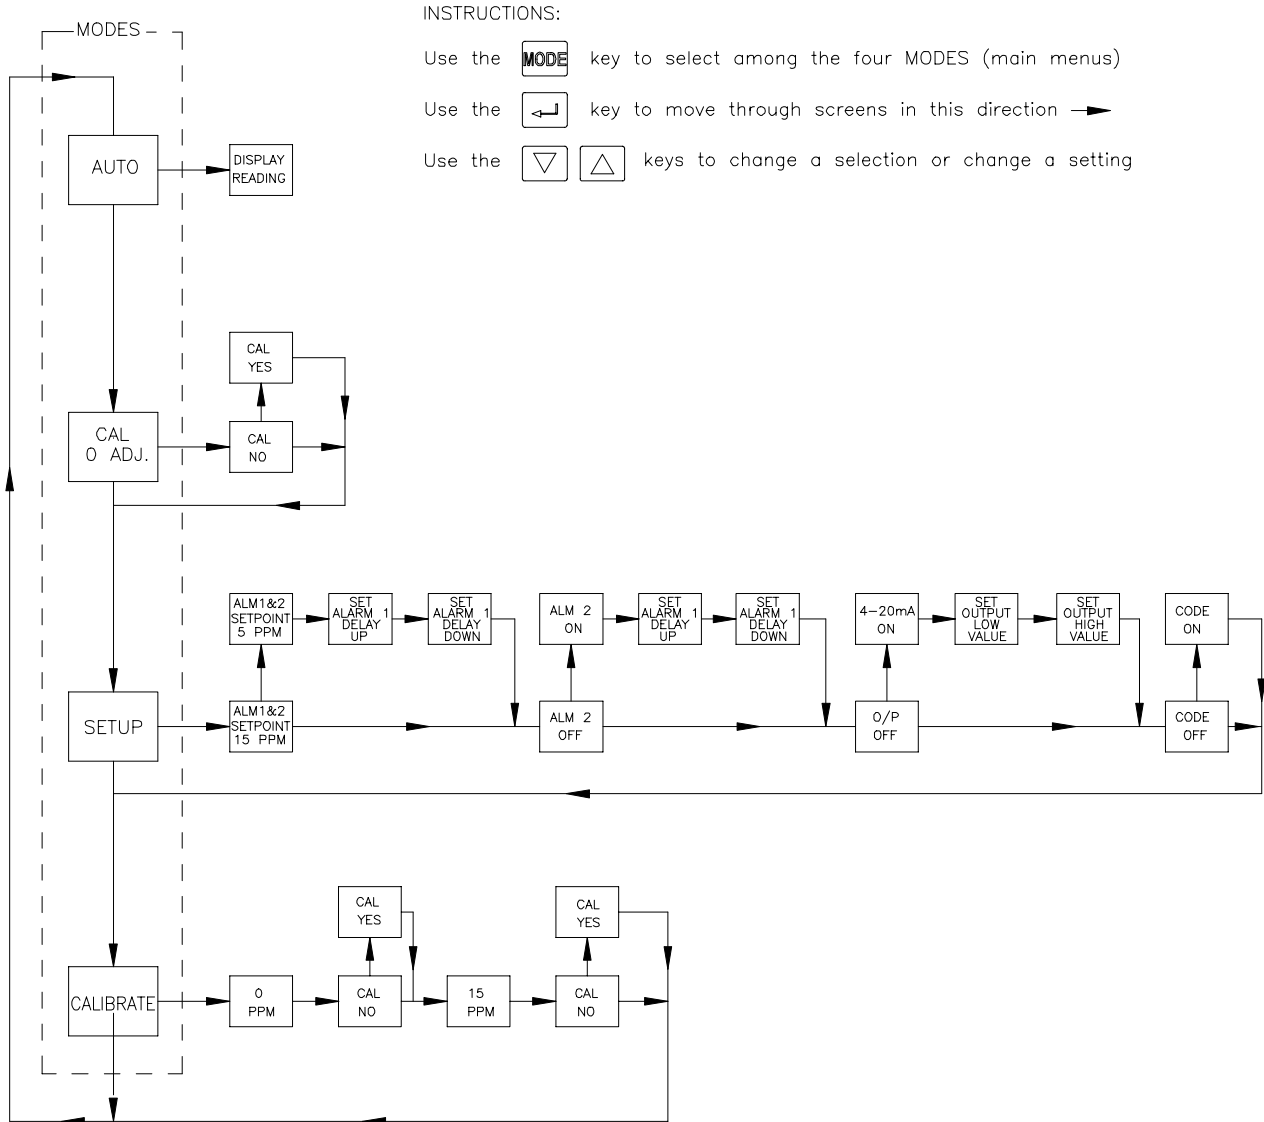 MODES
INSTRUCTIONS:
Use the MODE key to select among the four MODES (main menus)
Use the key to move through screens in this direction
Use the keys to change a selection or change a setting
AUTO
DISPLAY
READING
CAL
YES
CAL
0 ADJ.
CAL
NO
ALM1&2
SETPOINT
5 PPM
SET
ALARM 1
DELAY
UP
SET
ALARM 1
DELAY
DOWN
ALM 2
ON
SET
ALARM 1
DELAY
UP
SET
ALARM 1
DELAY
DOWN
4-20mA
ON
SET
OUTPUT
LOW
VALUE
SET
OUTPUT
HIGH
VALUE
CODE
ON
SETUP
ALM1&2
SETPOINT
15 PPM
ALM 2
OFF
O/P
OFF
CODE
OFF
CAL
YES
CAL
YES
CALIBRATE
0
PPM
CAL
NO
15
PPM
CAL
NO